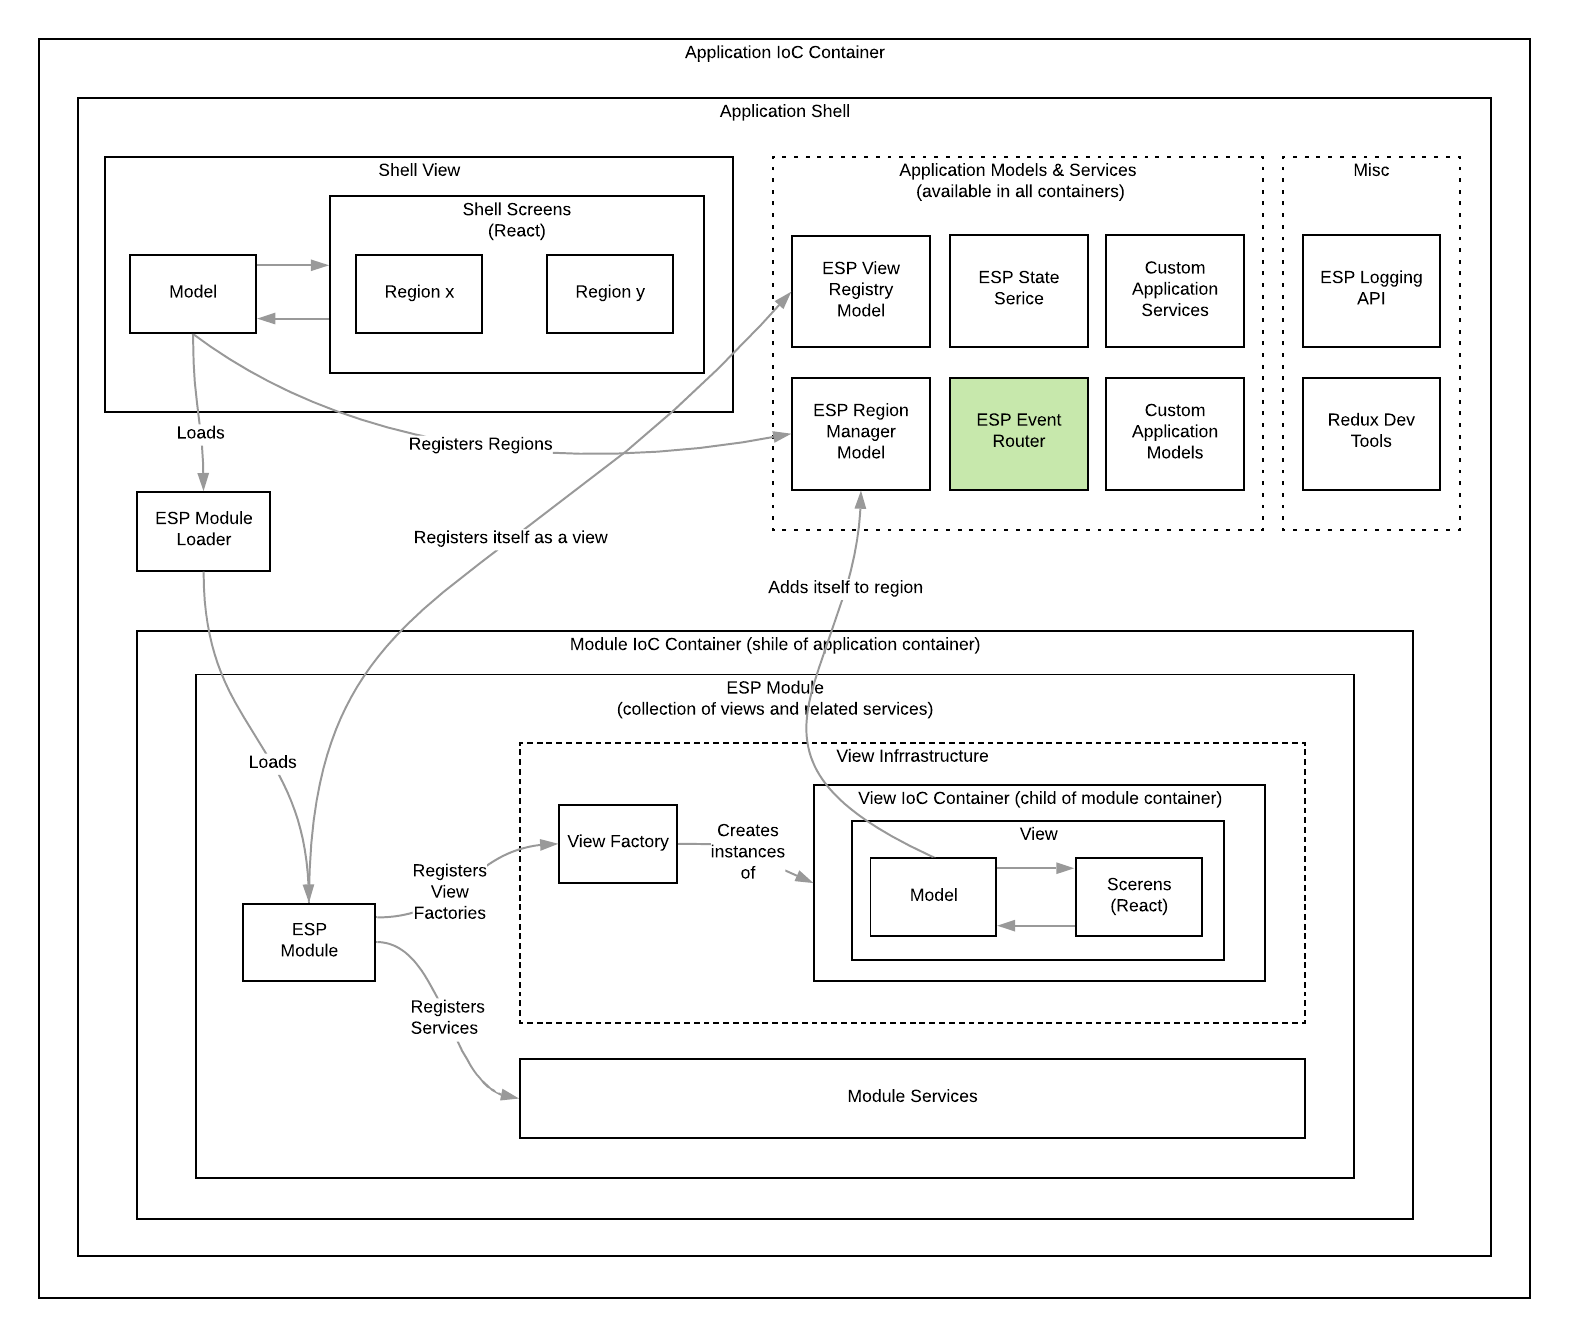 Application IoC Container
Application Shell
Shell View
Shell Screens
(React)
Model
Region x
Region y
Application Models & Services
(available in all containers)
ESP View
Registry
Model
ESP State
Serice
Custom
Application
Services
ESP Region
Manager
Model
ESP Event
Router
Custom
Application
Models
Misc
ESP Logging
API
Redux Dev
Tools
Loads
Registers Regions
ESP Module
Loader
Registers itself as a view
Adds itself to region
Module IoC Container (shile of application container)
ESP Module
(collection of views and related services)
Loads
View Infrrastructure
View IoC Container (child of module container)
View
View Factory
Creates
instances
of
Model
Scerens
(React)
Registers
View
Factories
ESP
Module
Registers
Services
Module Services